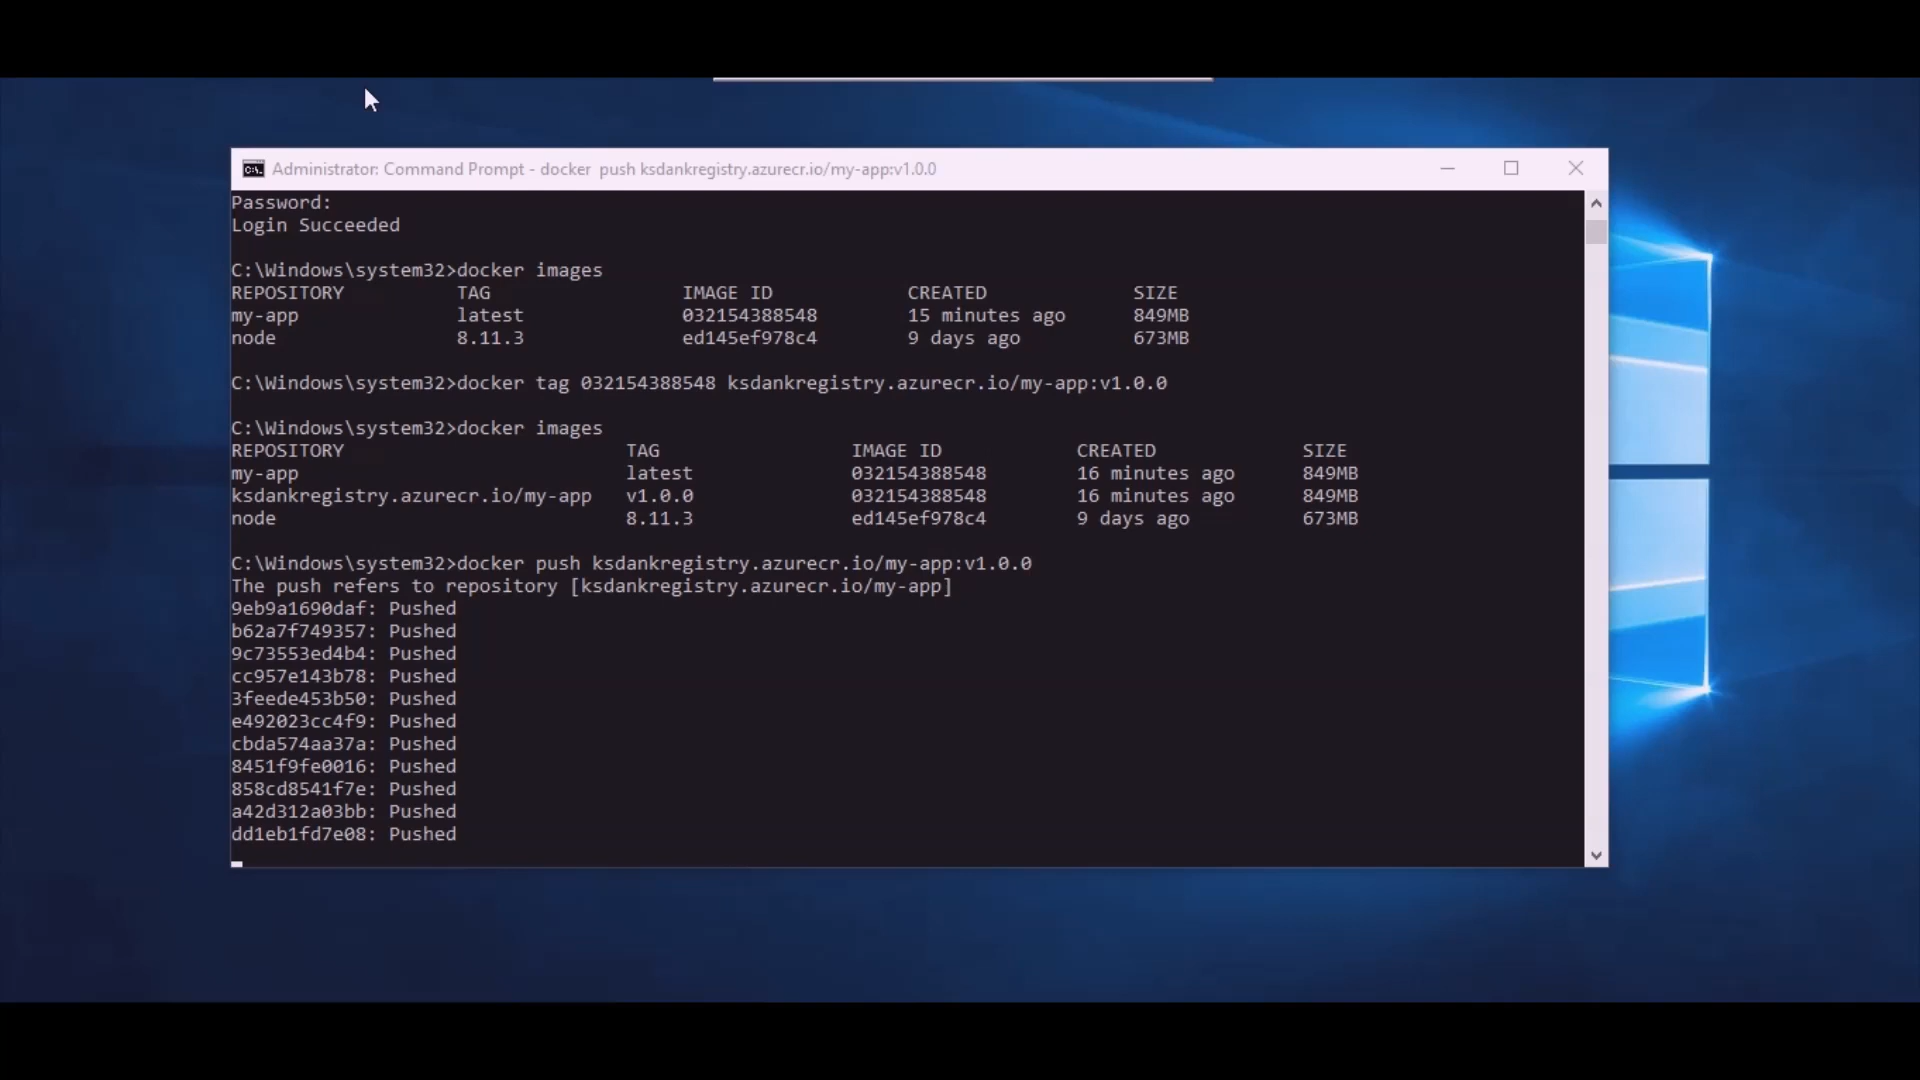 Administrator: Command Prompt - docker  push ksdankregistry.azurecr.io/my-app:v1.0.0
Password:
Login Succeeded
C:\Windows\system32>docker images
REPOSITORY          TAG                 IMAGE ID            CREATED             SIZE
my-app              latest              032154388548        15 minutes ago      849MB
node                8.11.3              ed145ef978c4        9 days ago          673MB
C:\Windows\system32>docker tag 032154388548 ksdankregistry.azurecr.io/my-app:v1.0.0
C:\Windows\system32>docker images
REPOSITORY                         TAG                 IMAGE ID            CREATED             SIZE
my-app                             latest              032154388548        16 minutes ago      849MB
ksdankregistry.azurecr.io/my-app   v1.0.0              032154388548        16 minutes ago      849MB
node                               8.11.3              ed145ef978c4        9 days ago          673MB
C:\Windows\system32>docker push ksdankregistry.azurecr.io/my-app:v1.0.0
The push refers to repository [ksdankregistry.azurecr.io/my-app]
9eb9a1690daf: Pushed
b62a7f749357: Pushed
9c73553ed4b4: Pushed
cc957e143b78: Pushed
3feede453b50: Pushed
e492023cc4f9: Pushed
cbda574aa37a: Pushed
8451f9fe0016: Pushed
858cd8541f7e: Pushed
a42d312a03bb: Pushed
dd1eb1fd7e08: Pushed